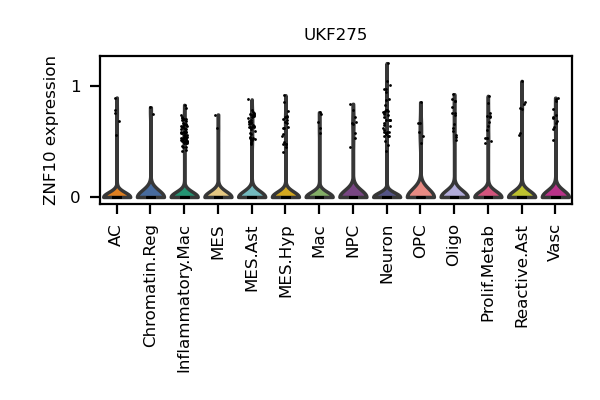 UKF275
ZNF10 expression
1
0
AC
Chromatin.Reg
Inflammatory.Mac
MES
MES.Ast
MES.Hyp
Mac
NPC
Neuron
OPC
Oligo
Prolif.Metab
Reactive.Ast
Vasc